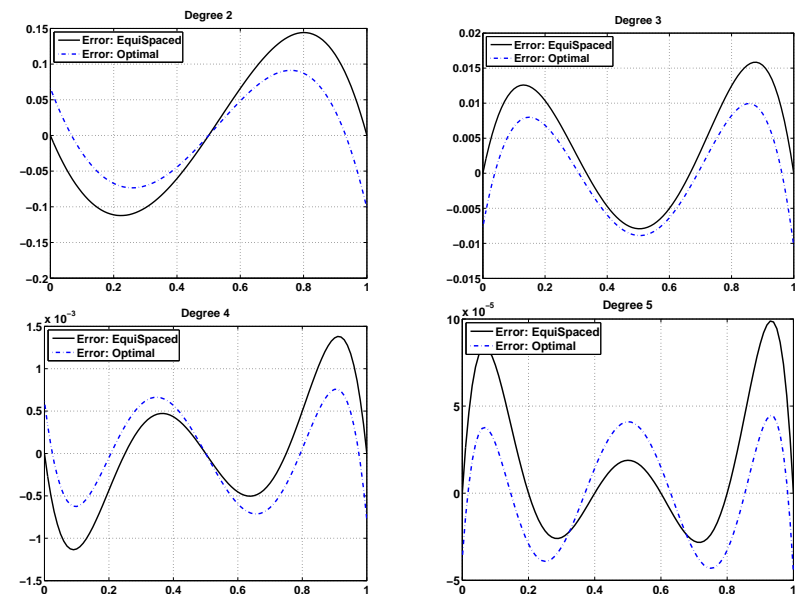 Degree 2
0.15
0.1
0.05
0
−0.05
−0.1
−0.15
−0.2
0 0.2 0.4 0.6 0.8 1
Error: EquiSpaced
Error: Optimal
Degree 3
0.02
0.015
0.01
0.005
0
−0.005
−0.01
−0.015
0 0.2 0.4 0.6 0.8 1
Error: EquiSpaced
Error: Optimal
Degree 4
x 10−3
1.5
1
0.5
0
−0.5
−1
−1.5
0 0.2 0.4 0.6 0.8 1
Error: EquiSpaced
Error: Optimal
Degree 5
x 10−5
10
5
0
−5
0 0.2 0.4 0.6 0.8 1
Error: EquiSpaced
Error: Optimal